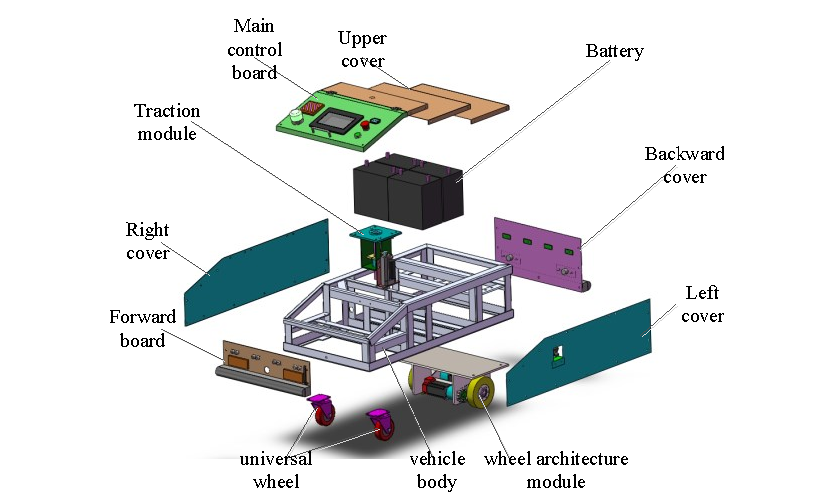 Main
control
board
Upper
cover
Battery
Traction
module
Backward
cover
Right
cover
Left
cover
Forward
board
universal
wheel
vehicle
body
wheel architecture
module